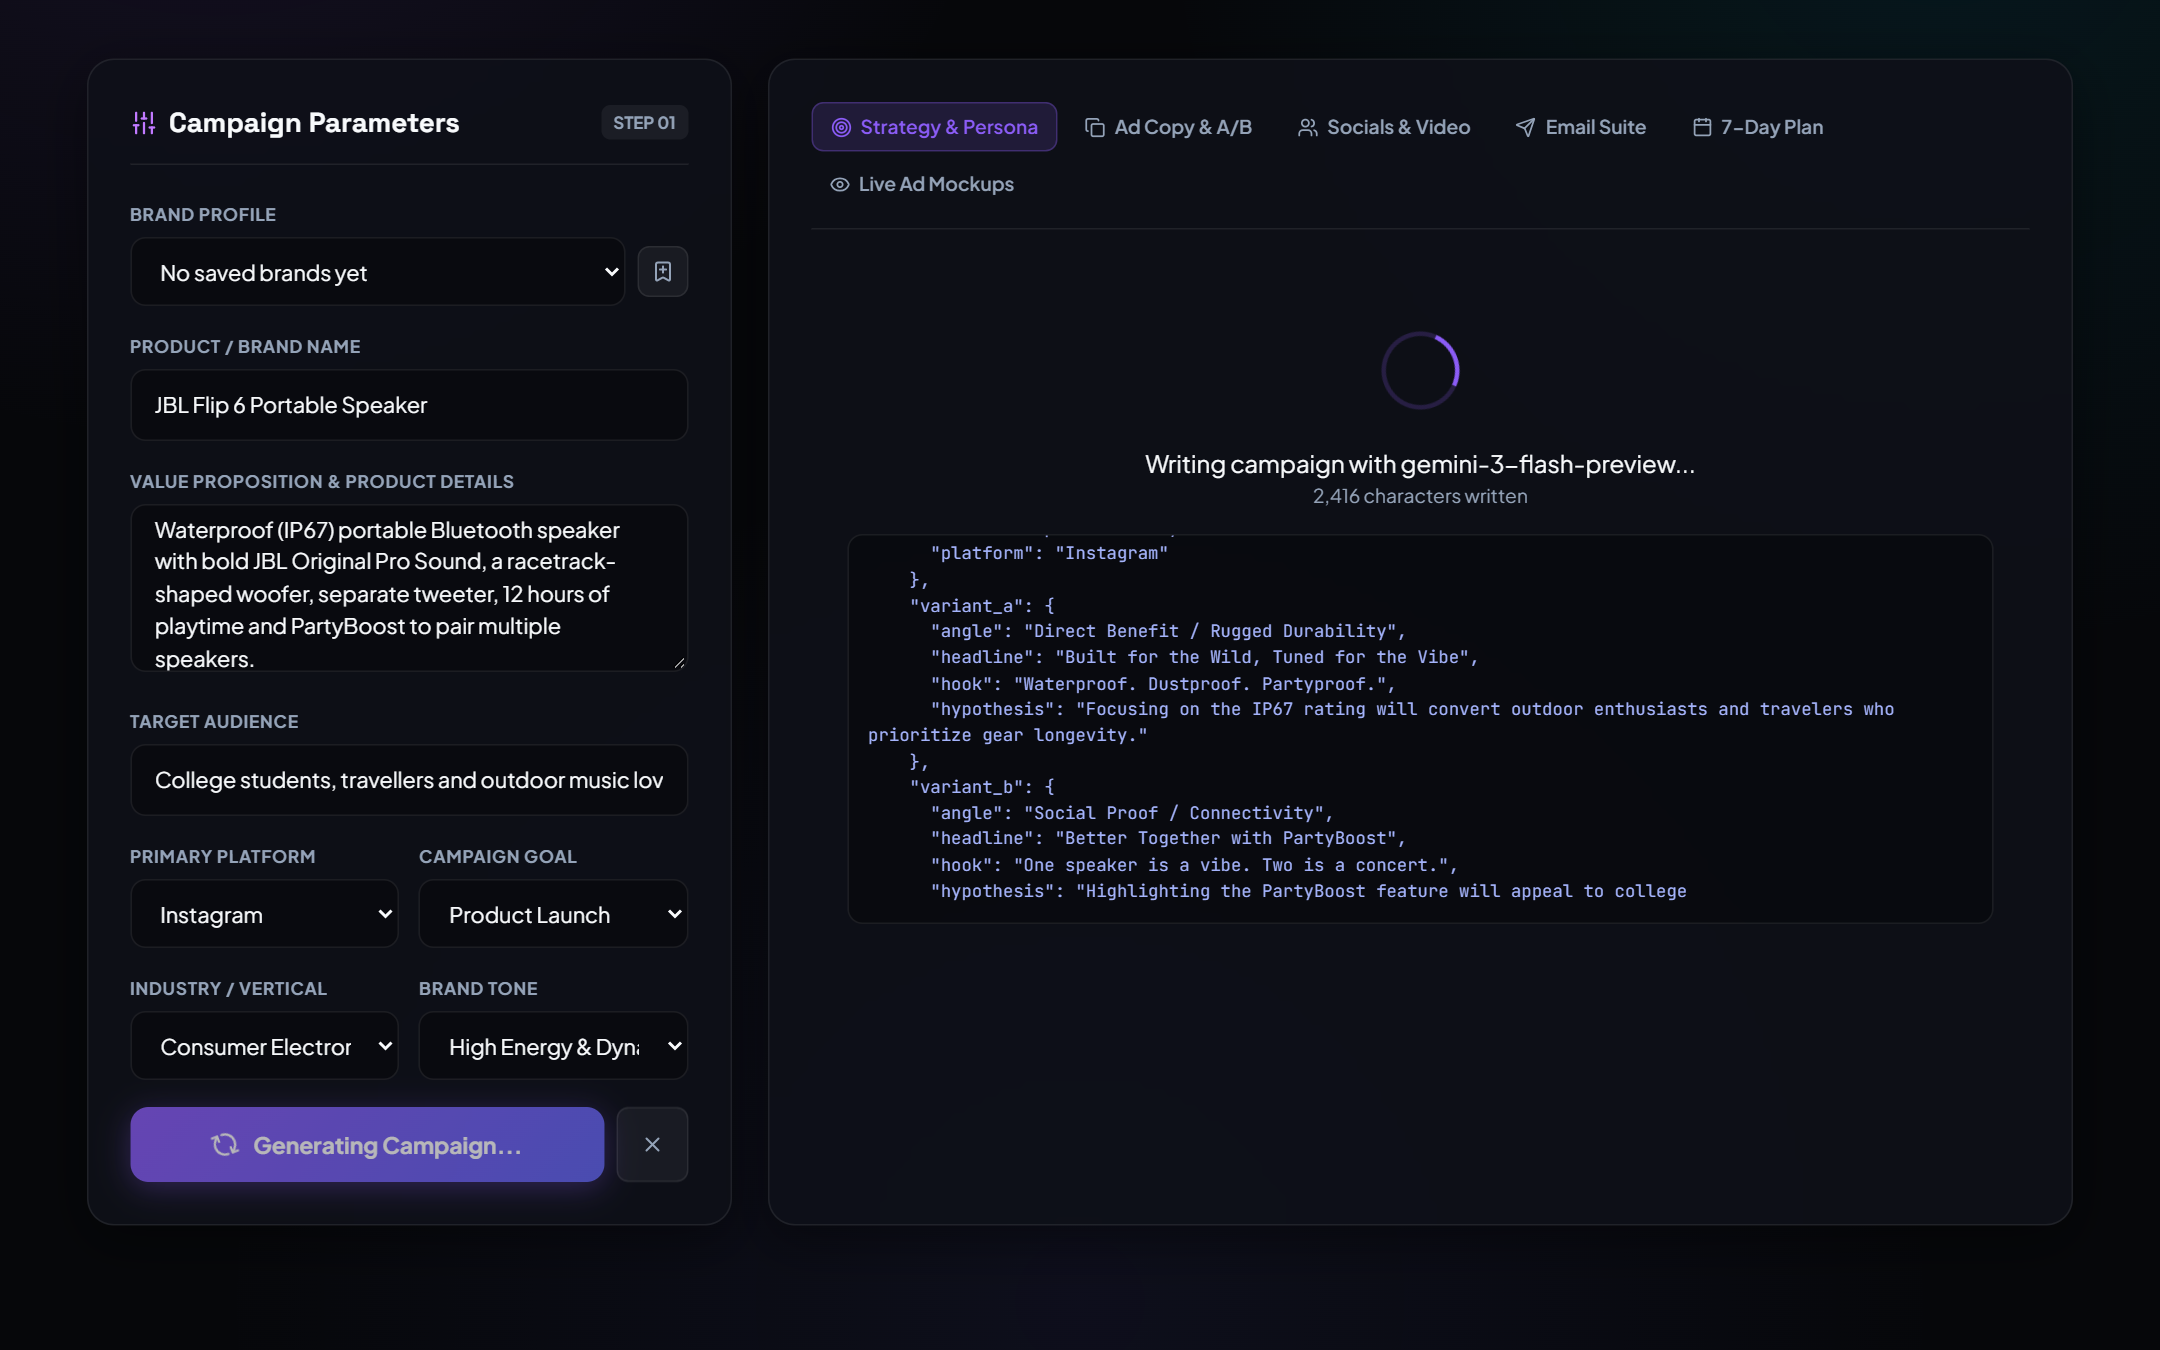 Campaign Parameters
STEP 01
BRAND PROFILE
No saved brands yet
PRODUCT / BRAND NAME
JBL Flip 6 Portable Speaker
VALUE PROPOSITION & PRODUCT DETAILS
Waterproof (IP67) portable Bluetooth speaker
with bold JBL Original Pro Sound, a racetrack-
shaped woofer, separate tweeter, 12 hours of
playtime and PartyBoost to pair multiple
speakers.
TARGET AUDIENCE
College students, travellers and outdoor music lov
PRIMARY PLATFORM
CAMPAIGN GOAL
Instagram
Product Launch
INDUSTRY / VERTICAL
BRAND TONE
Consumer Electror
High Energy & Dyna
Generating Campaign...
Strategy & Persona
Ad Copy & A/B
Socials & Video
Email Suite
7-Day Plan
Live Ad Mockups
Writing campaign with gemini-3-flash-preview...
2,416 characters written
"platform": "Instagram"
},
"variant_a": {
"angle": "Direct Benefit / Rugged Durability",
"headline": "Built for the Wild, Tuned for the Vibe",
"hook": "Waterproof. Dustproof. Partyproof.",
"hypothesis": "Focusing on the IP67 rating will convert outdoor enthusiasts and travelers who
prioritize gear longevity."
},
"variant_b": {
"angle": "Social Proof / Connectivity",
"headline": "Better Together with PartyBoost",
"hook": "One speaker is a vibe. Two is a concert.",
"hypothesis": "Highlighting the PartyBoost feature will appeal to college